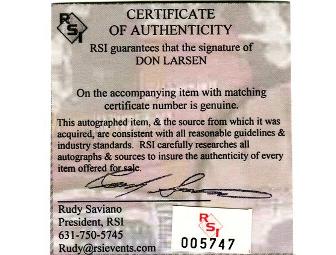 RSI
CERTIFICATE
OF AUTHENTICITY
RSI guarantees that the signature of
DON LARSEN
On the accompanying item with matching
certificate number is genuine.
This autographed item, & the source from which it was
acquired, are consistent with all reasonable guidelines &
industry standards. RSI carefully researches all
autographs & sources to insure the authenticity of every
item offered for sale.
Rudy Saviano
President, RSI
631-750-5745
Rudy@rsievents.com
RSI
005747